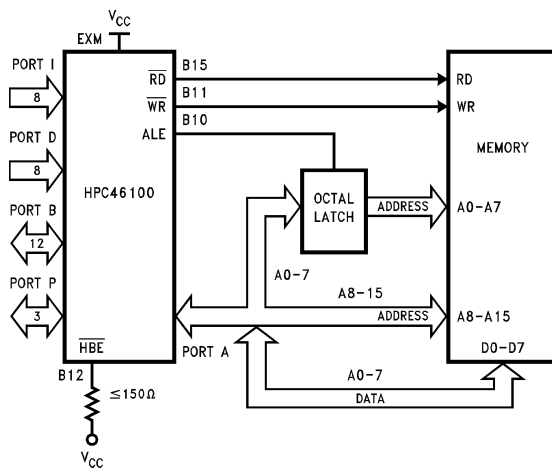 VCC
EXM
PORT I
8
PORT D
8
PORT B
12
PORT P
3
HPC46100
RD
WR
ALE
HBE
B15
B11
B10
RD
WR
MEMORY
OCTAL
LATCH
ADDRESS
A0-A7
A0-7
A8-15
ADDRESS
A8-A15
PORT A
D0-D7
B12
A0-7
DATA
≤150Ω
VCC